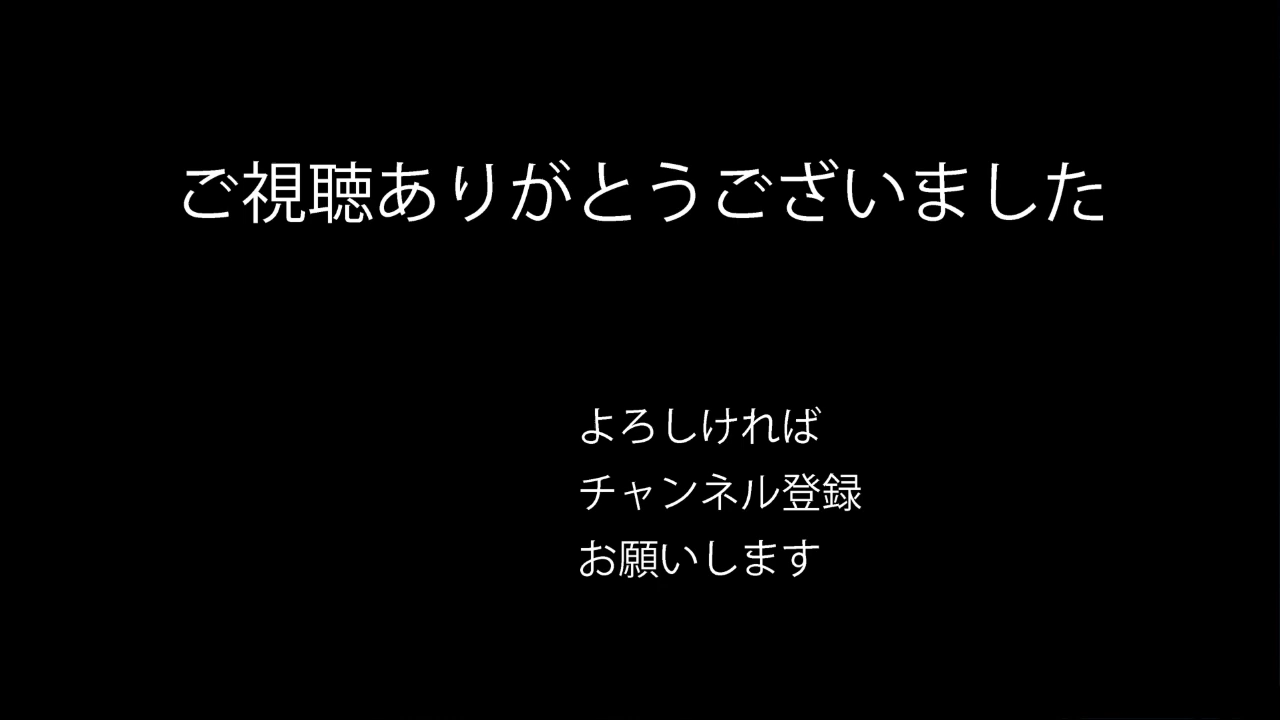 ご視聴ありがとうございました
よろしければ
チャンネル登録
お願いします